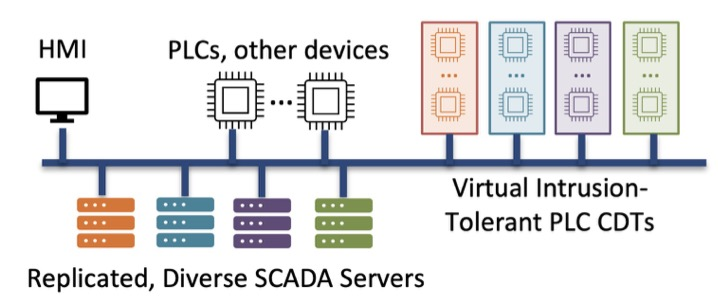 HMI
PLCs, other devices
Virtual Intrusion-
Tolerant PLC CDTs
Replicated, Diverse SCADA Servers